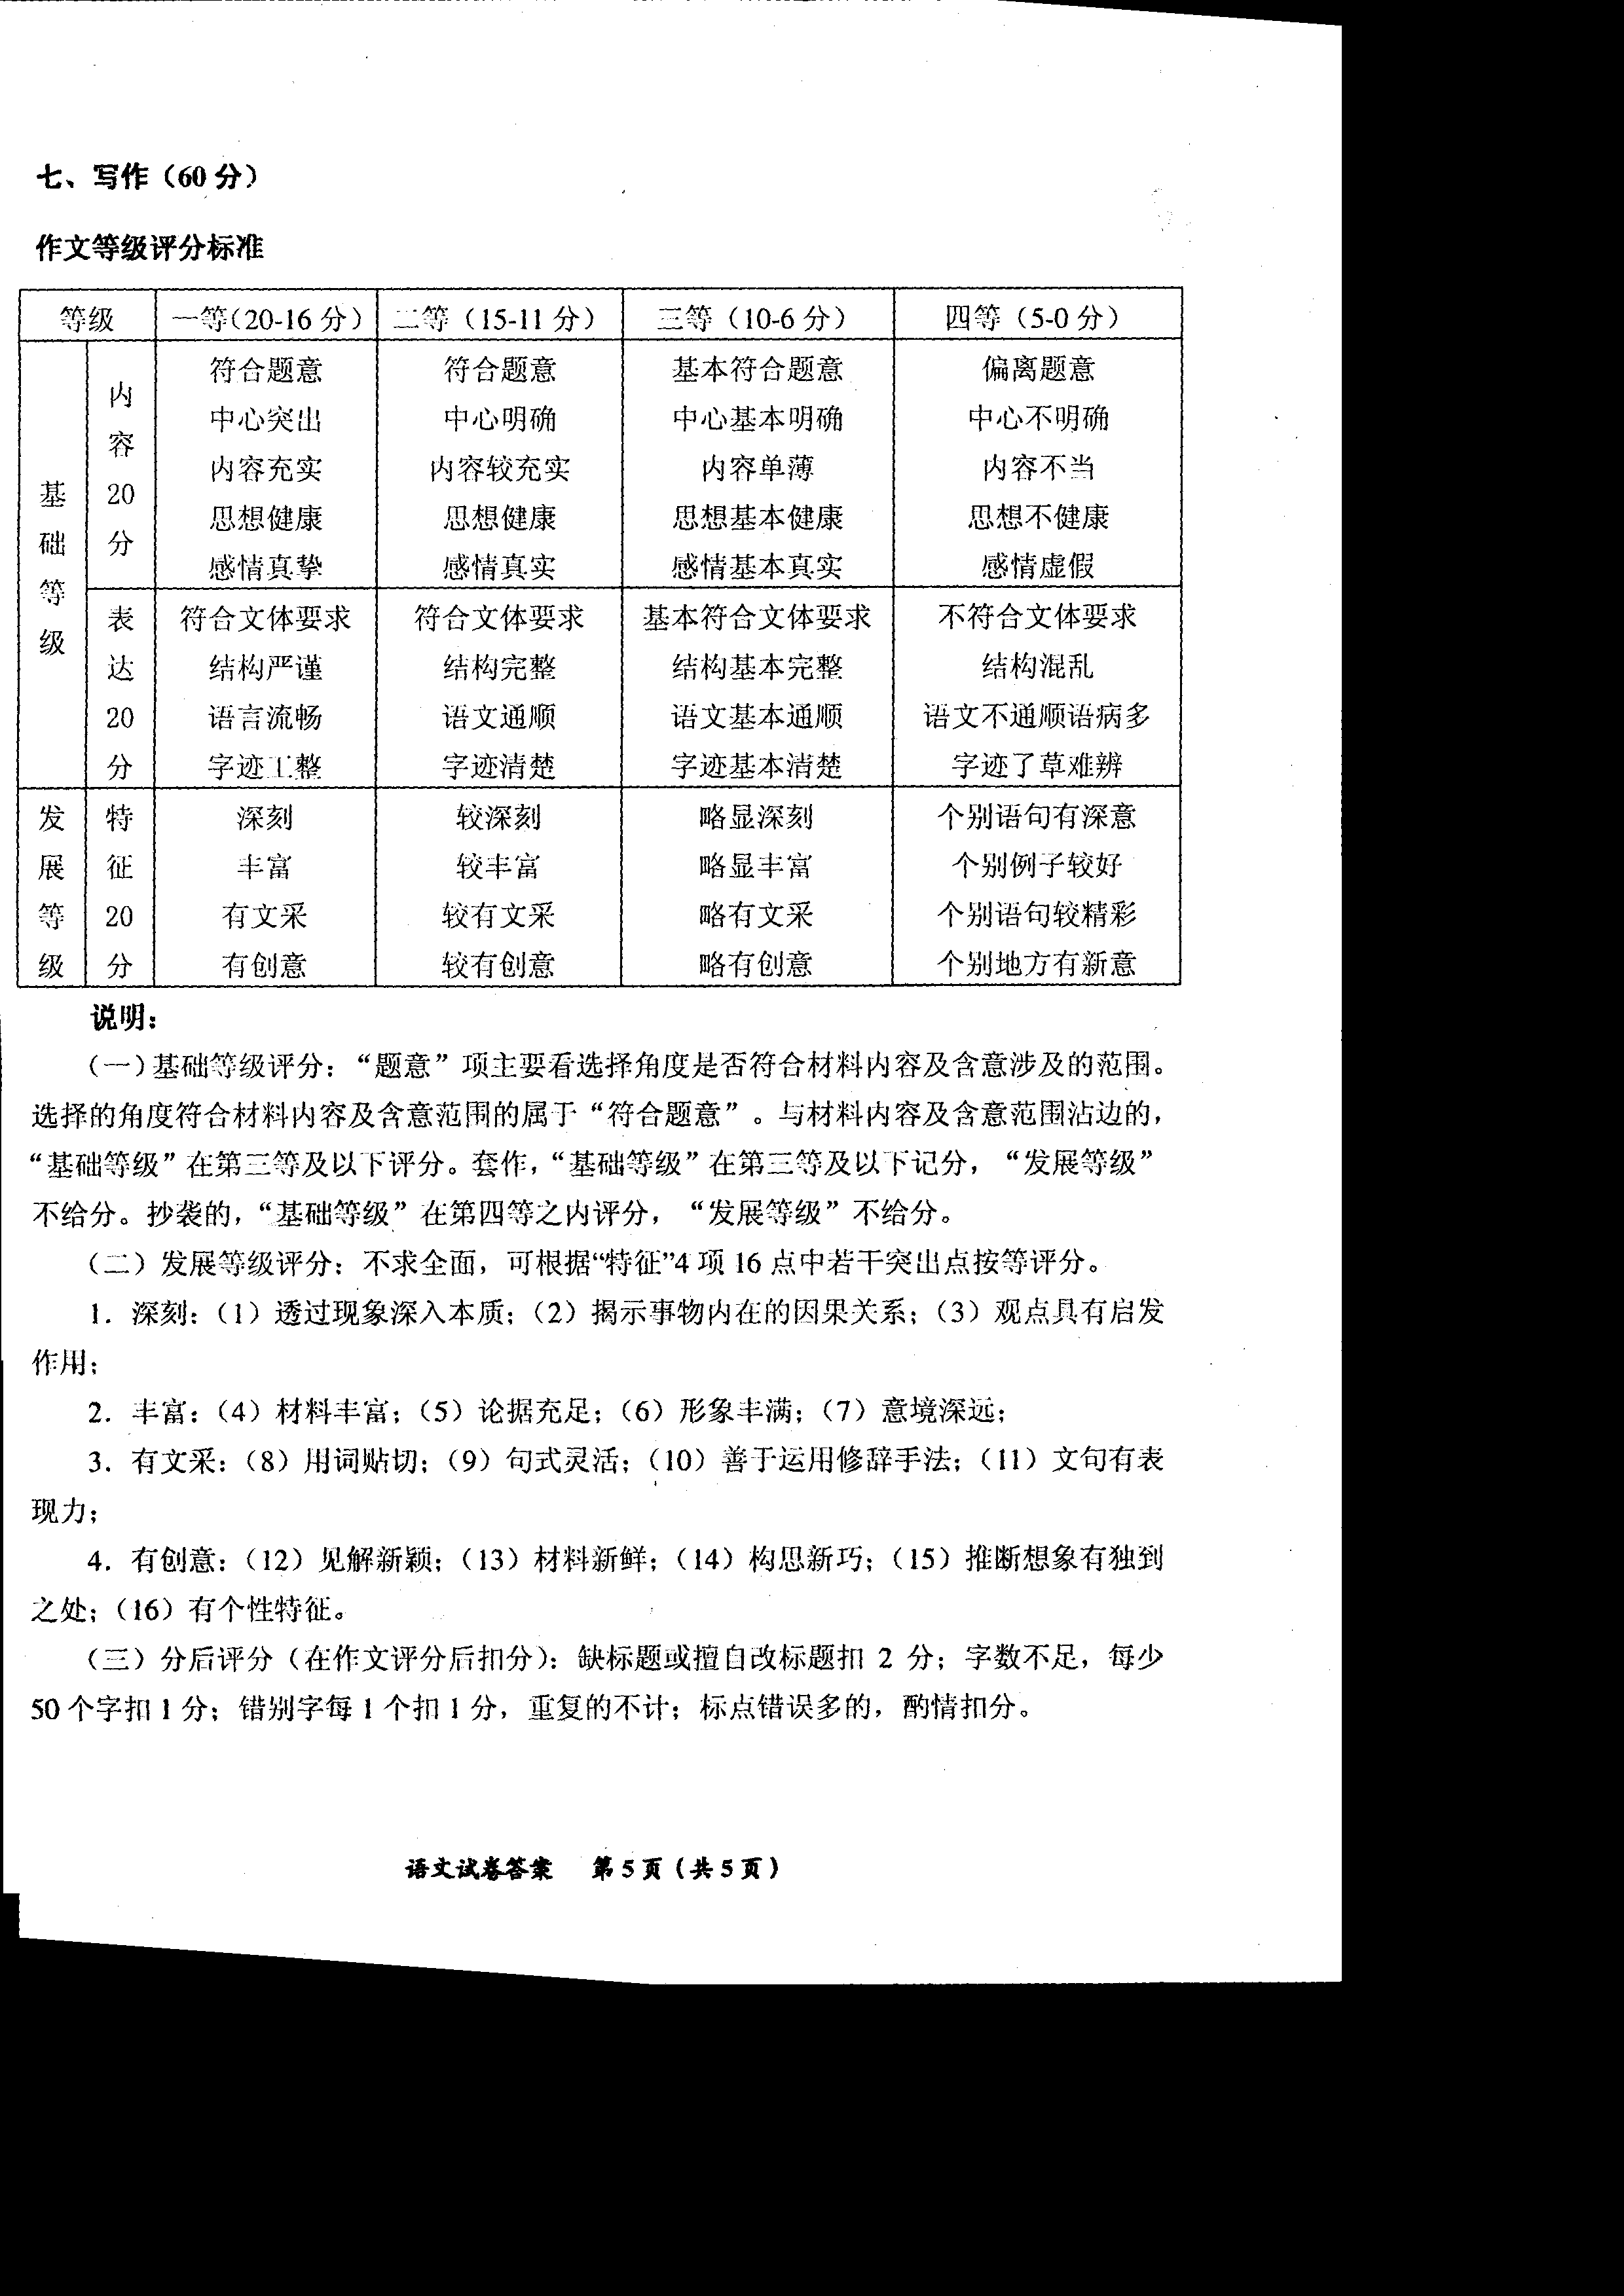 七、写作（60分）
作文等级评分标准
等级 一等（20-16分） 二等（15-11分） 三等（10-6分） 四等（5-0分）
基础等级 内容20分
符合题意 符合题意 基本符合题意 偏离题意
中心突出 中心明确 中心基本明确 中心不明确
内容充实 内容较充实 内容单薄 内容不当
思想健康 思想健康 思想基本健康 思想不健康
感情真挚 感情真实 感情基本真实 感情虚假
表达20分
符合文体要求 符合文体要求 基本符合文体要求 不符合文体要求
结构严谨 结构完整 结构基本完整 结构混乱
语言流畅 语文通顺 语文基本通顺 语文不通顺语病多
字迹工整 字迹清楚 字迹基本清楚 字迹了草难辨
发展等级 特征20分
深刻 较深刻 略显深刻 个别语句有深意
丰富 较丰富 略显丰富 个别例子较好
有文采 较有文采 略有文采 个别语句较精彩
有创意 较有创意 略有创意 个别地方有新意
说明：
（一）基础等级评分：“题意”项主要看选择角度是否符合材料内容及含意涉及的范围。
选择的角度符合材料内容及含意范围的属于“符合题意”。与材料内容及含意范围沾边的，
“基础等级”在第三等及以下评分。套作，“基础等级”在第三等及以下记分，“发展等级”
不给分。抄袭的，“基础等级”在第四等之内评分，“发展等级”不给分。
（二）发展等级评分：不求全面，可根据“特征”4项16点中若干突出点按等评分。
1．深刻：（1）透过现象深入本质；（2）揭示事物内在的因果关系；（3）观点具有启发
作用；
2．丰富：（4）材料丰富；（5）论据充足；（6）形象丰满；（7）意境深远；
3．有文采：（8）用词贴切；（9）句式灵活；（10）善于运用修辞手法；（11）文句有表
现力；
4．有创意：（12）见解新颖；（13）材料新鲜；（14）构思新巧；（15）推断想象有独到
之处；（16）有个性特征。
（三）分后评分（在作文评分后扣分）：缺标题或擅自改标题扣 2 分；字数不足，每少
50个字扣1分；错别字每1个扣1分，重复的不计；标点错误多的，酌情扣分。
语文试卷答案 第5页（共5页）